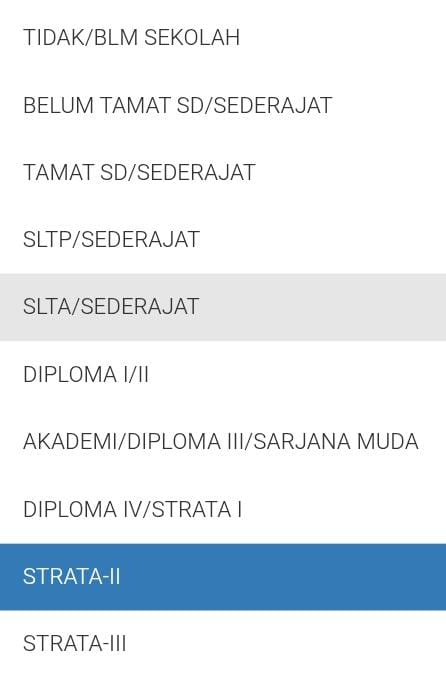 TIDAK/BLM SEKOLAH
BELUM TAMAT SD/SEDERAJAT
TAMAT SD/SEDERAJAT
SLTP/SEDERAJAT
SLTA/SEDERAJAT
DIPLOMA I/II
AKADEMI/DIPLOMA III/SARJANA MUDA
DIPLOMA IV/STRATA I
STRATA-II
STRATA-III